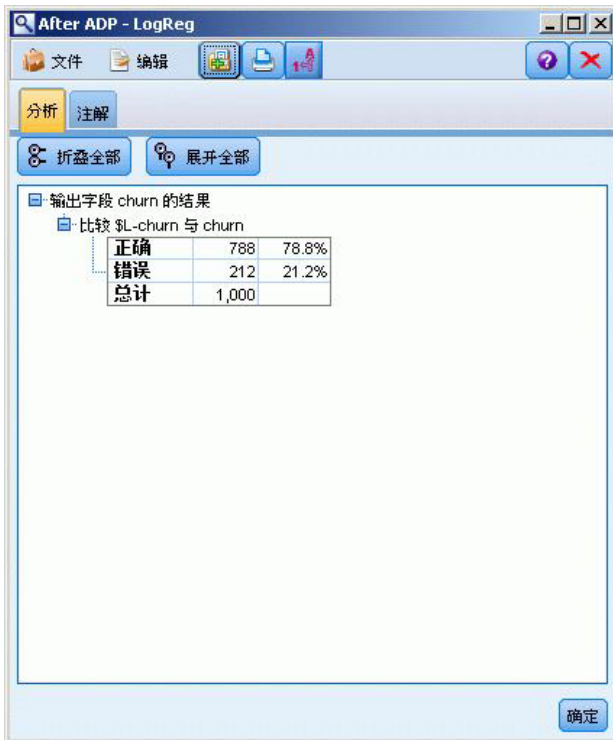 After ADP - LogReg
文件 编辑
分析 注解
折叠全部 展开全部
输出字段 churn 的结果
比较 $L-churn 与 churn
正确 788 78.8%
错误 212 21.2%
总计 1,000
确定